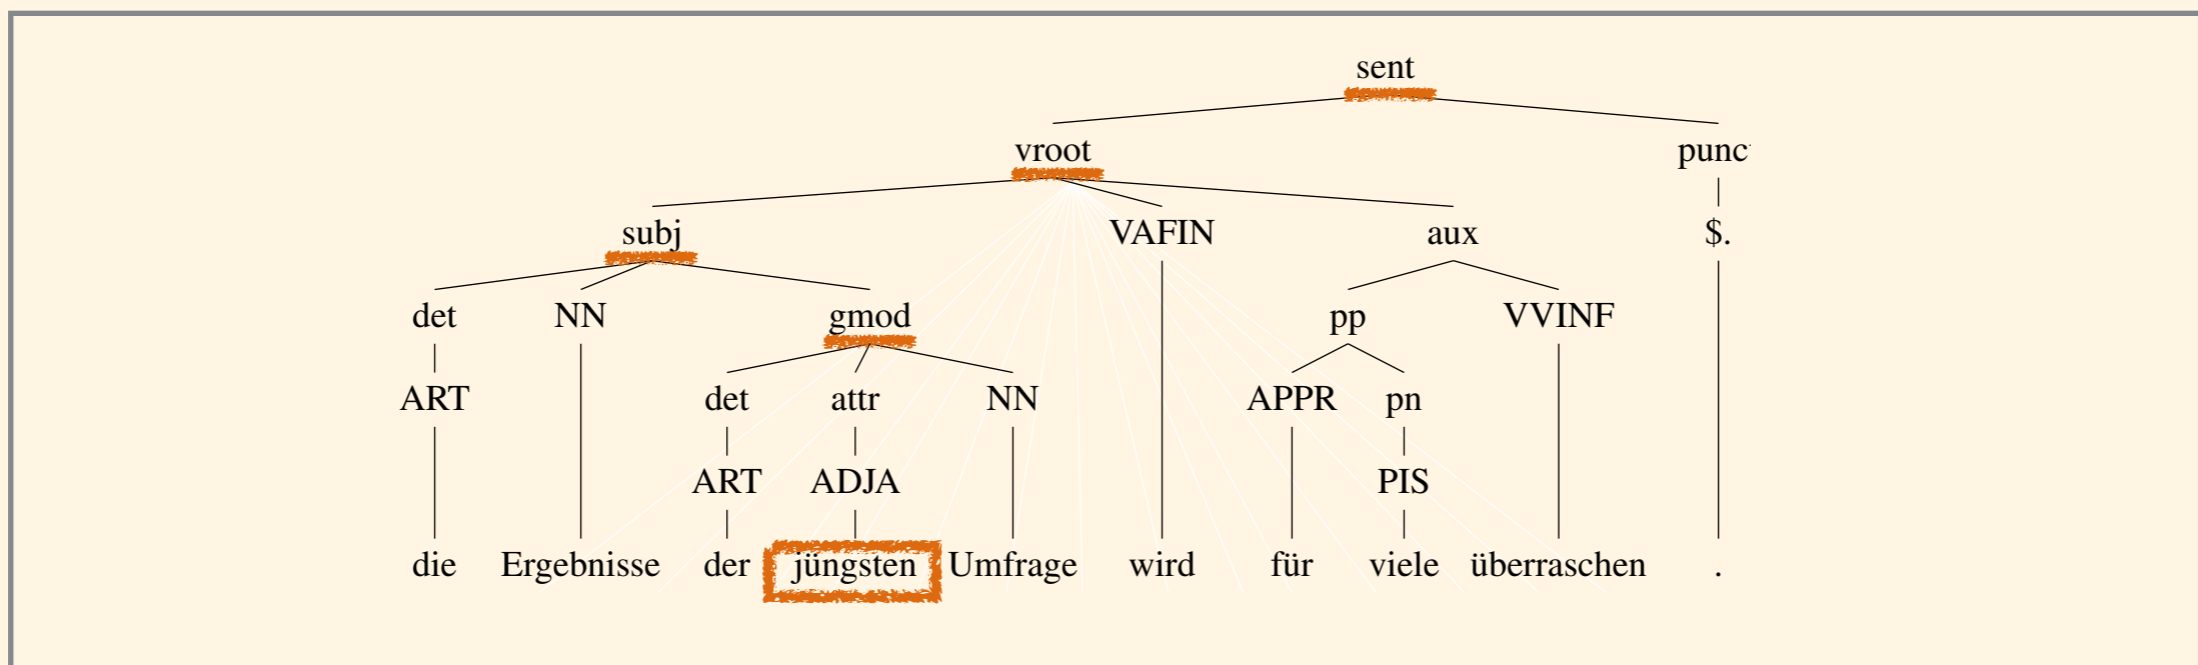 sent
vroot punc
subj VAFIN aux $.
det NN gmod pp VVINF
ART det attr NN APPR pn
ART ADJA PIS
die Ergebnisse der jüngsten Umfrage wird für viele überraschen .